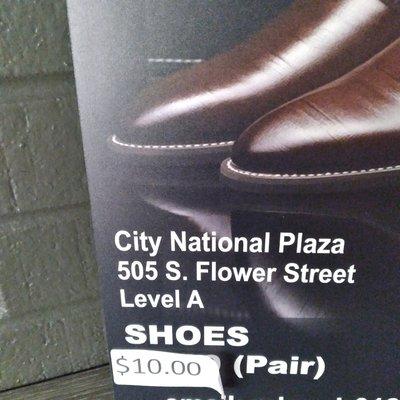 City National Plaza
505 S. Flower Street
Level A
SHOES
$10.00 (Pair)